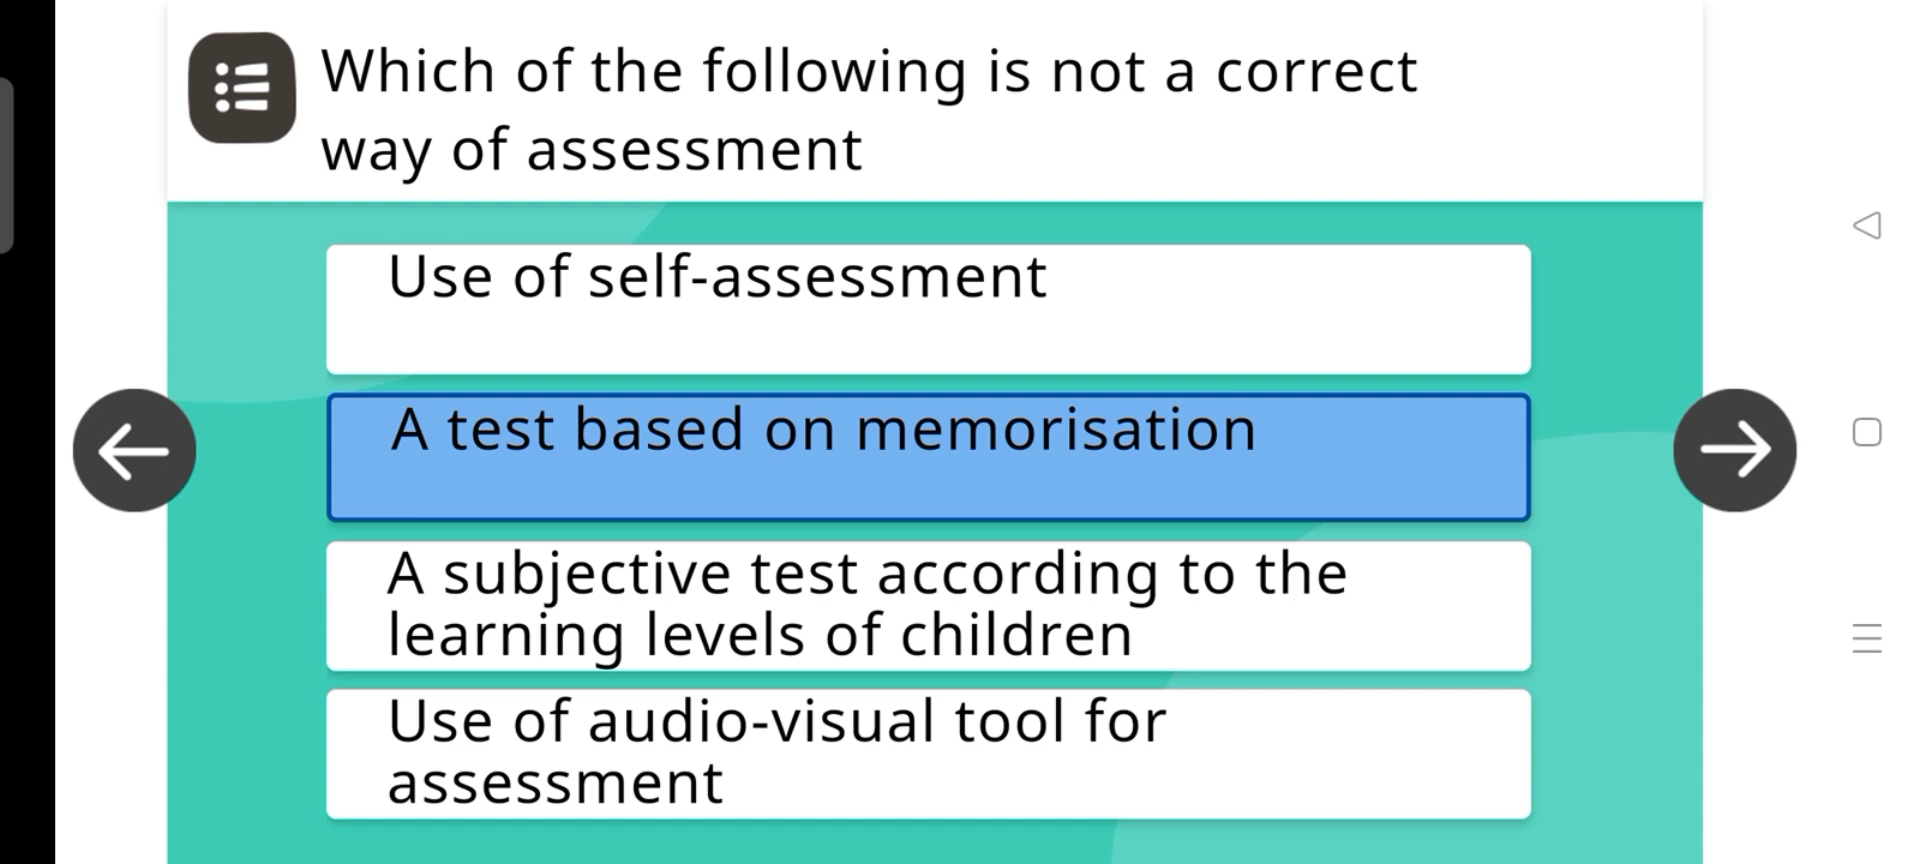 Which of the following is not a correct
way of assessment
Use of self-assessment
A test based on memorisation
A subjective test according to the
learning levels of children
Use of audio-visual tool for
assessment